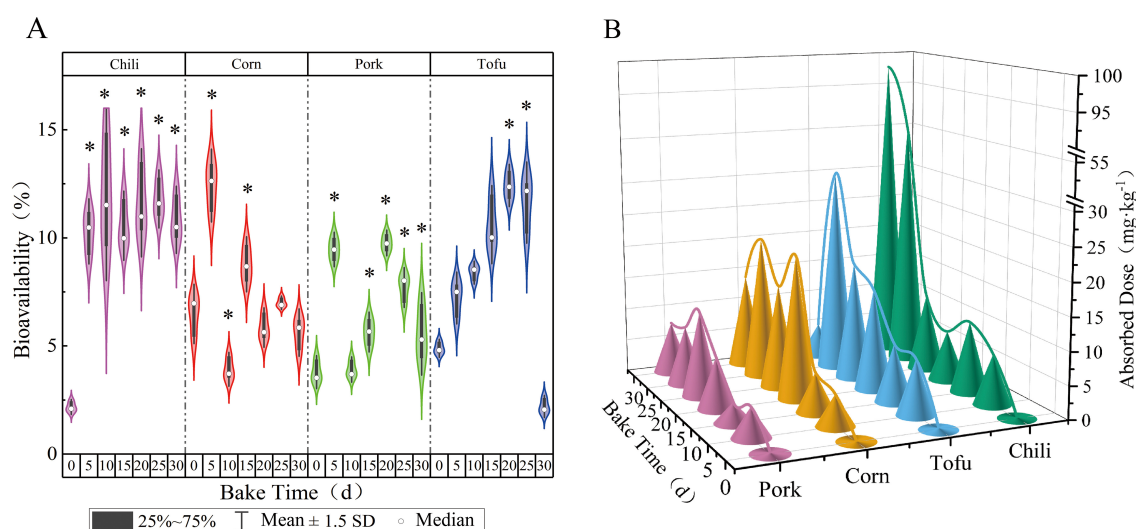 A
Chili Corn Pork Tofu
15
10
5
0
Bioavailability (%)
0 5 10 15 20 25 30 0 5 10 15 20 25 30 0 5 10 15 20 25 30 0 5 10 15 20 25 30
Bake Time (d)
25%~75% Mean ± 1.5 SD Median
B
100
95
55
30
25
20
15
10
5
0
Absorbed Dose (mg·kg-1)
30
25
20
15
10
5
0
Bake Time (d)
Pork Corn Tofu Chili
* * * * * * * * * * * * * * * *